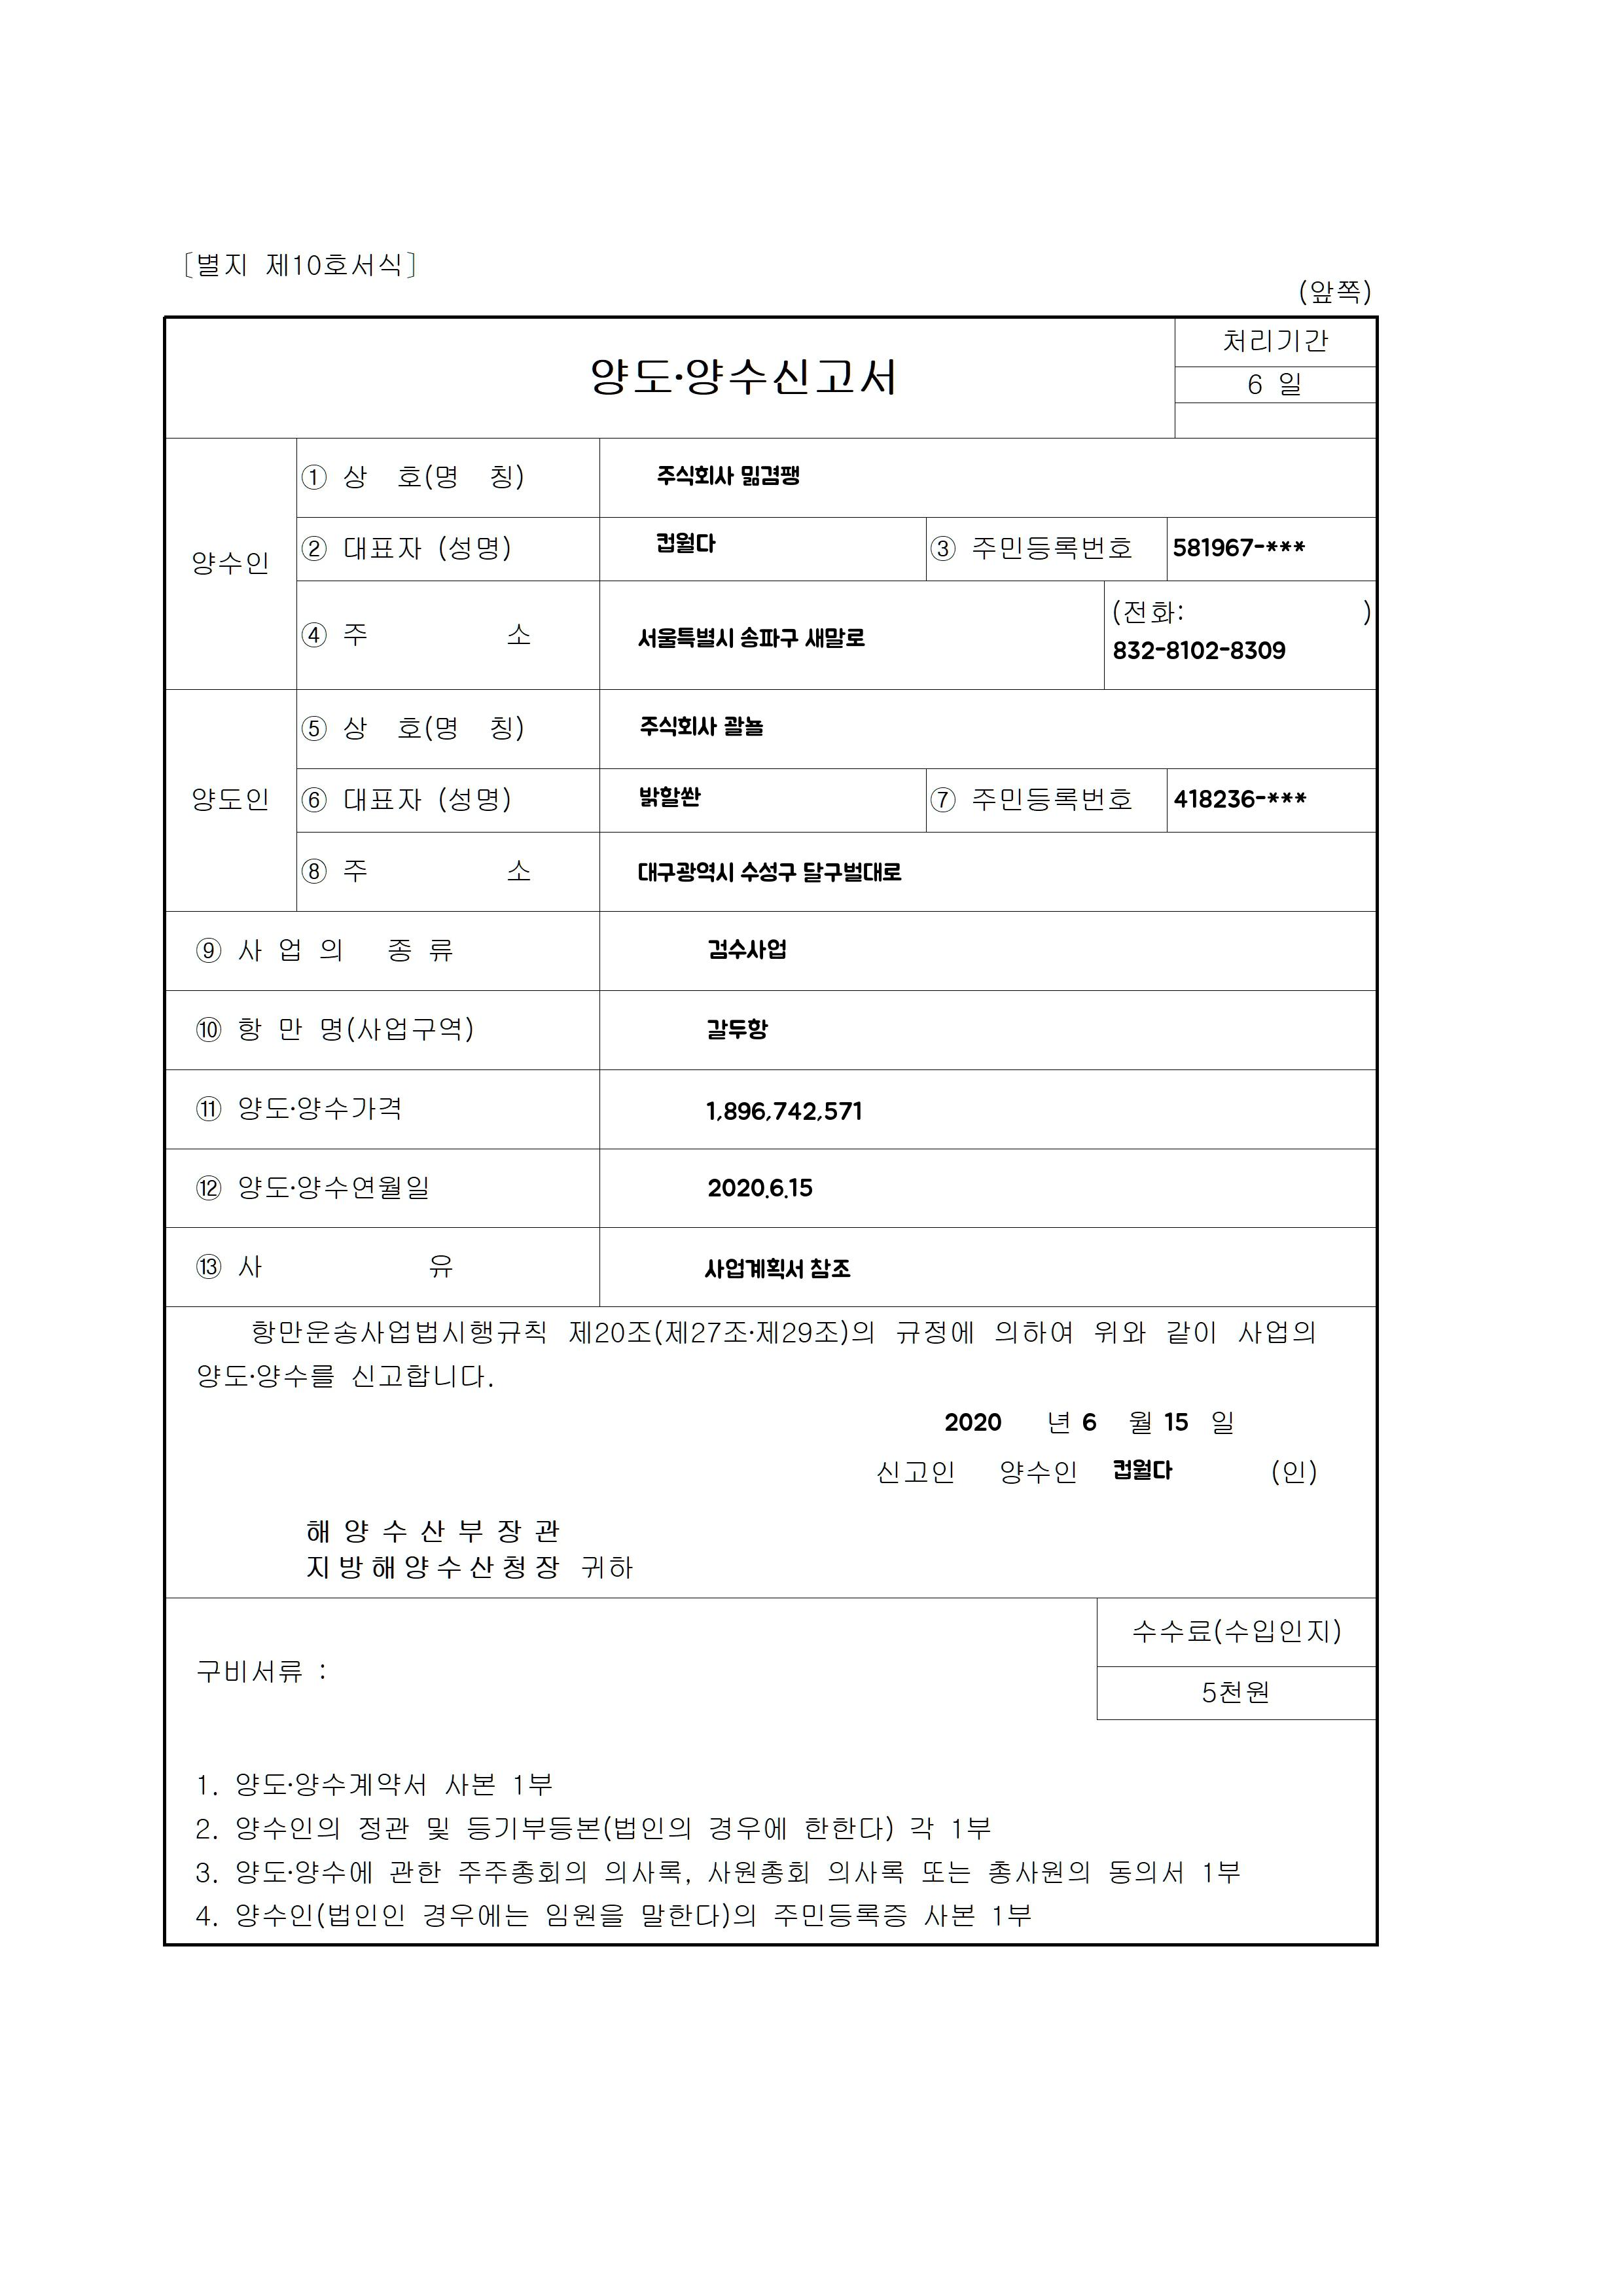 [별지 제10호서식]
(앞쪽)
양도·양수신고서
처리기간
6 일
양수인
① 상 호(명 칭)
주식회사 밂겸팽
② 대표자 (성명)
컵월다
③ 주민등록번호
581967-***
④ 주 소
서울특별시 송파구 새말로
(전화: )
832-8102-8309
양도인
⑤ 상 호(명 칭)
주식회사 괄뇰
⑥ 대표자 (성명)
밝할쏸
⑦ 주민등록번호
418236-***
⑧ 주 소
대구광역시 수성구 달구벌대로
⑨ 사 업 의 종 류
검수사업
⑩ 항 만 명(사업구역)
갈두항
⑪ 양도·양수가격
1,896,742,571
⑫ 양도·양수연월일
2020.6.15
⑬ 사 유
사업계획서 참조
항만운송사업법시행규칙 제20조(제27조·제29조)의 규정에 의하여 위와 같이 사업의
양도·양수를 신고합니다.
2020 년 6 월 15 일
신고인 양수인 컵월다 (인)
해 양 수 산 부 장 관
지방해양수산청장 귀하
수수료(수입인지)
구비서류 :
5천원
1. 양도·양수계약서 사본 1부
2. 양수인의 정관 및 등기부등본(법인의 경우에 한한다) 각 1부
3. 양도·양수에 관한 주주총회의 의사록, 사원총회 의사록 또는 총사원의 동의서 1부
4. 양수인(법인인 경우에는 임원을 말한다)의 주민등록증 사본 1부